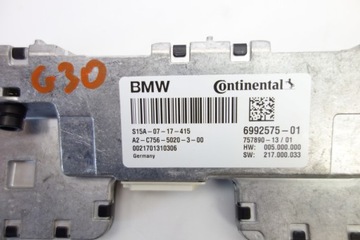 G30
BMW
Continental
S15A-07-17-415
A2-C756-5020-3-00
0021701310306
Germany
6992575-01
757890-13 / 01
HW: 005.000.000
SW: 217.000.033